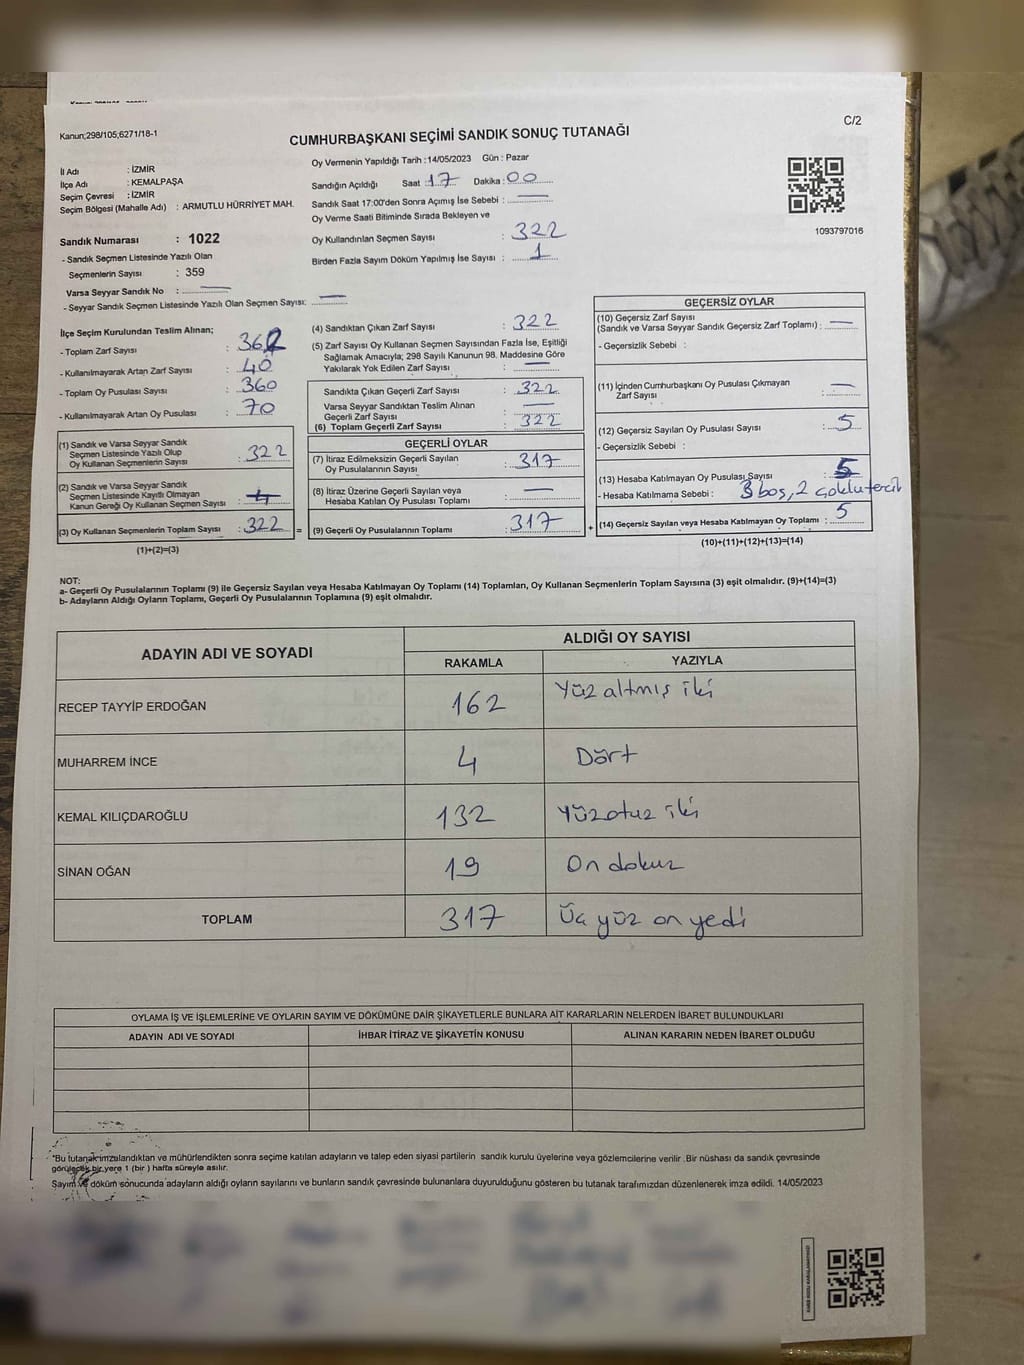 Kanun;298/105,6271/18-1
C/2
CUMHURBAŞKANI SEÇİMİ SANDIK SONUÇ TUTANAĞI
İl Adı : İZMİR
İlçe Adı : KEMALPAŞA
Seçim Çevresi : İZMİR
Seçim Bölgesi (Mahalle Adı) : ARMUTLU HÜRRİYET MAH.
Sandık Numarası : 1022
- Sandık Seçmen Listesinde Yazılı Olan
Seçmenlerin Sayısı : 359
Varsa Seyyar Sandık No :
- Seyyar Sandık Seçmen Listesinde Yazılı Olan Seçmen Sayısı:
Oy Vermenin Yapıldığı Tarih :14/05/2023 Gün : Pazar
Sandığın Açıldığı Saat 17 Dakika : 00
Sandık Saat 17:00'den Sonra Açımış İse Sebebi :
Oy Verme Saati Bitiminde Sırada Bekleyen ve
Oy Kullandırılan Seçmen Sayısı : 322
Birden Fazla Sayım Döküm Yapılmış İse Sayısı : 1
1093797016
İlçe Seçim Kurulundan Teslim Alınan;
- Toplam Zarf Sayısı :
- Kullanılmayarak Artan Zarf Sayısı : 40
- Toplam Oy Pusulası Sayısı : 360
- Kullanılmayarak Artan Oy Pusulası : 70
(1) Sandık ve Varsa Seyyar Sandık
Seçmen Listesinde Yazılı Olup
Oy Kullanan Seçmenlerin Sayısı : 322
(2) Sandık ve Varsa Seyyar Sandık
Seçmen Listesinde Kayıtlı Olmayan
Kanun Gereği Oy Kullanan Seçmen Sayısı :
(3) Oy Kullanan Seçmenlerin Toplam Sayısı : 322 =
(1)+(2)=(3)
(4) Sandıktan Çıkan Zarf Sayısı : 322
(5) Zarf Sayısı Oy Kullanan Seçmen Sayısından Fazla İse, Eşitliği
Sağlamak Amacıyla; 298 Sayılı Kanunun 98. Maddesine Göre
Yakılarak Yok Edilen Zarf Sayısı :
Sandıkta Çıkan Geçerli Zarf Sayısı : 322
Varsa Seyyar Sandıktan Teslim Alınan
Geçerli Zarf Sayısı :
(6) Toplam Geçerli Zarf Sayısı : 322
GEÇERLİ OYLAR
(7) İtiraz Edilmeksizin Geçerli Sayılan
Oy Pusulalarının Sayısı : 317
(8) İtiraz Üzerine Geçerli Sayılan veya
Hesaba Katılan Oy Pusulası Toplamı :
(9) Geçerli Oy Pusulalarının Toplamı : 317 +
GEÇERSİZ OYLAR
(10) Geçersiz Zarf Sayısı
(Sandık ve Varsa Seyyar Sandık Geçersiz Zarf Toplamı) :
- Geçersizlik Sebebi :
(11) İçinden Cumhurbaşkanı Oy Pusulası Çıkmayan
Zarf Sayısı :
(12) Geçersiz Sayılan Oy Pusulası Sayısı : 5
- Geçersizlik Sebebi :
(13) Hesaba Katılmayan Oy Pusulası Sayısı : 5
- Hesaba Katılmama Sebebi : 3 boş, 2 çoklu tercih
(14) Geçersiz Sayılan veya Hesaba Katılmayan Oy Toplamı : 5
(10)+(11)+(12)+(13)=(14)
NOT:
a- Geçerli Oy Pusulalarının Toplamı (9) ile Geçersiz Sayılan veya Hesaba Katılmayan Oy Toplamı (14) Toplamları, Oy Kullanan Seçmenlerin Toplam Sayısına (3) eşit olmalıdır. (9)+(14)=(3)
b- Adayların Aldığı Oyların Toplamı, Geçerli Oy Pusulalarının Toplamına (9) eşit olmalıdır.
ADAYIN ADI VE SOYADI
ALDIĞI OY SAYISI
RAKAMLA YAZIYLA
RECEP TAYYİP ERDOĞAN 162 Yüz altmış iki
MUHARREM İNCE 4 Dört
KEMAL KILIÇDAROĞLU 132 Yüzotuz iki
SİNAN OĞAN 19 On dokuz
TOPLAM 317 Üç yüz on yedi
OYLAMA İŞ VE İŞLEMLERİNE VE OYLARIN SAYIM VE DÖKÜMÜNE DAİR ŞİKAYETLERLE BUNLARA AİT KARARLARIN NELERDEN İBARET BULUNDUKLARI
ADAYIN ADI VE SOYADI İHBAR İTİRAZ VE ŞİKAYETİN KONUSU ALINAN KARARIN NEDEN İBARET OLDUĞU
*Bu tutanak imzalandıktan ve mühürlendikten sonra seçime katılan adayların ve talep eden siyasi partilerin sandık kurulu üyelerine veya gözlemcilerine verilir .Bir nüshası da sandık çevresinde
görülecek bir yere 1 (bir ) hafta süreyle asılır.
Sayım ve döküm sonucunda adayların aldığı oyların sayılarını ve bunların sandık çevresinde bulunanlara duyurulduğunu gösteren bu tutanak tarafımızdan düzenlenerek imza edildi. 14/05/2023